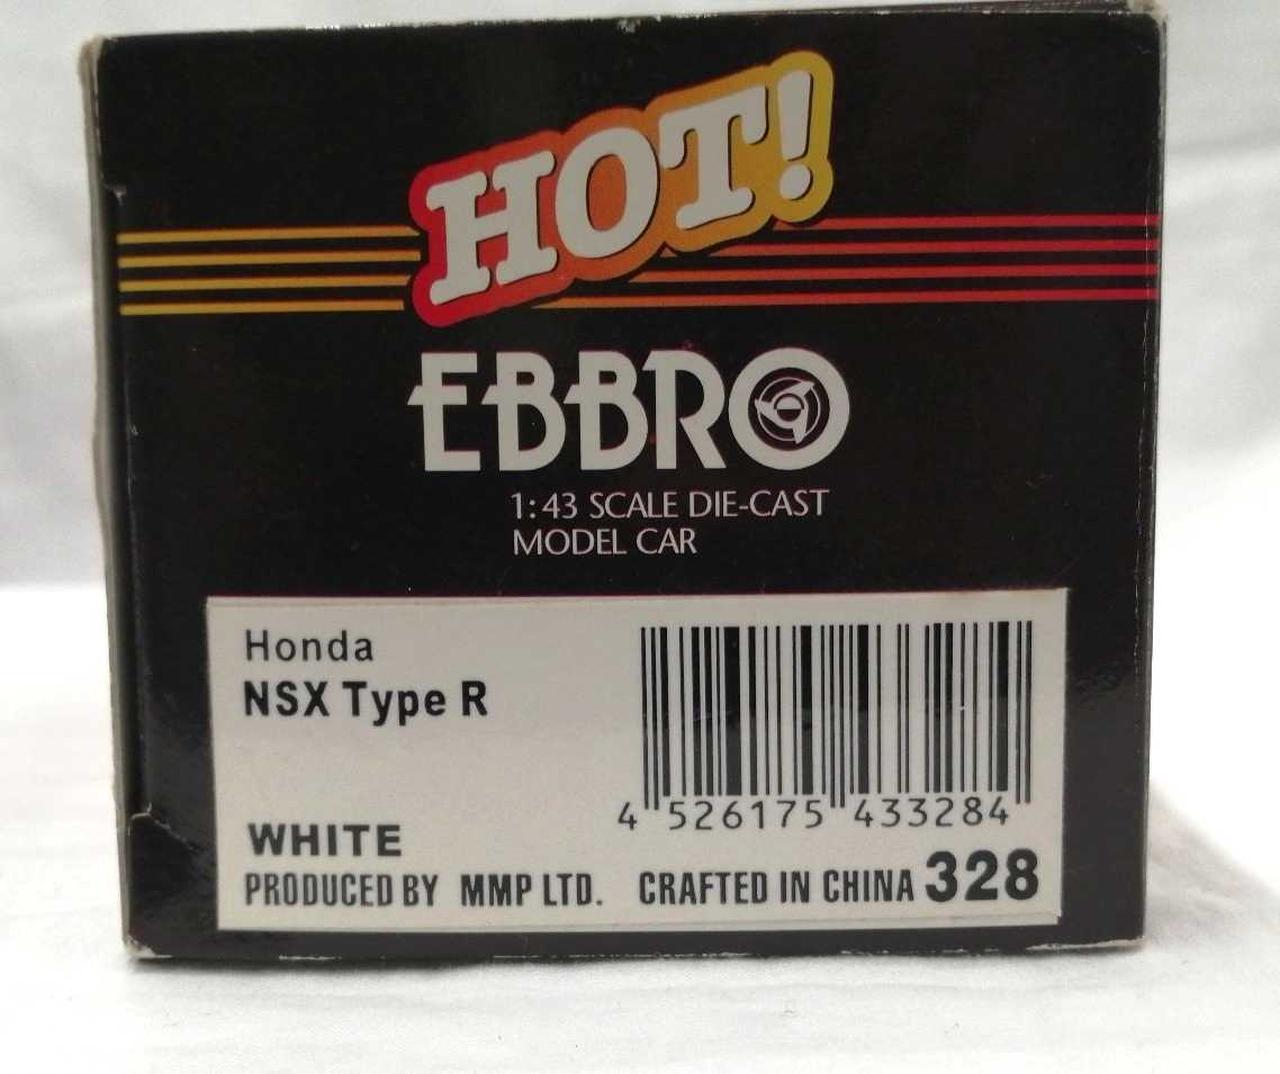 HOT!
EBBRO
1:43 SCALE DIE-CAST
MODEL CAR
Honda
NSX Type R
4 526175 433284
WHITE
PRODUCED BY MMP LTD. CRAFTED IN CHINA 328